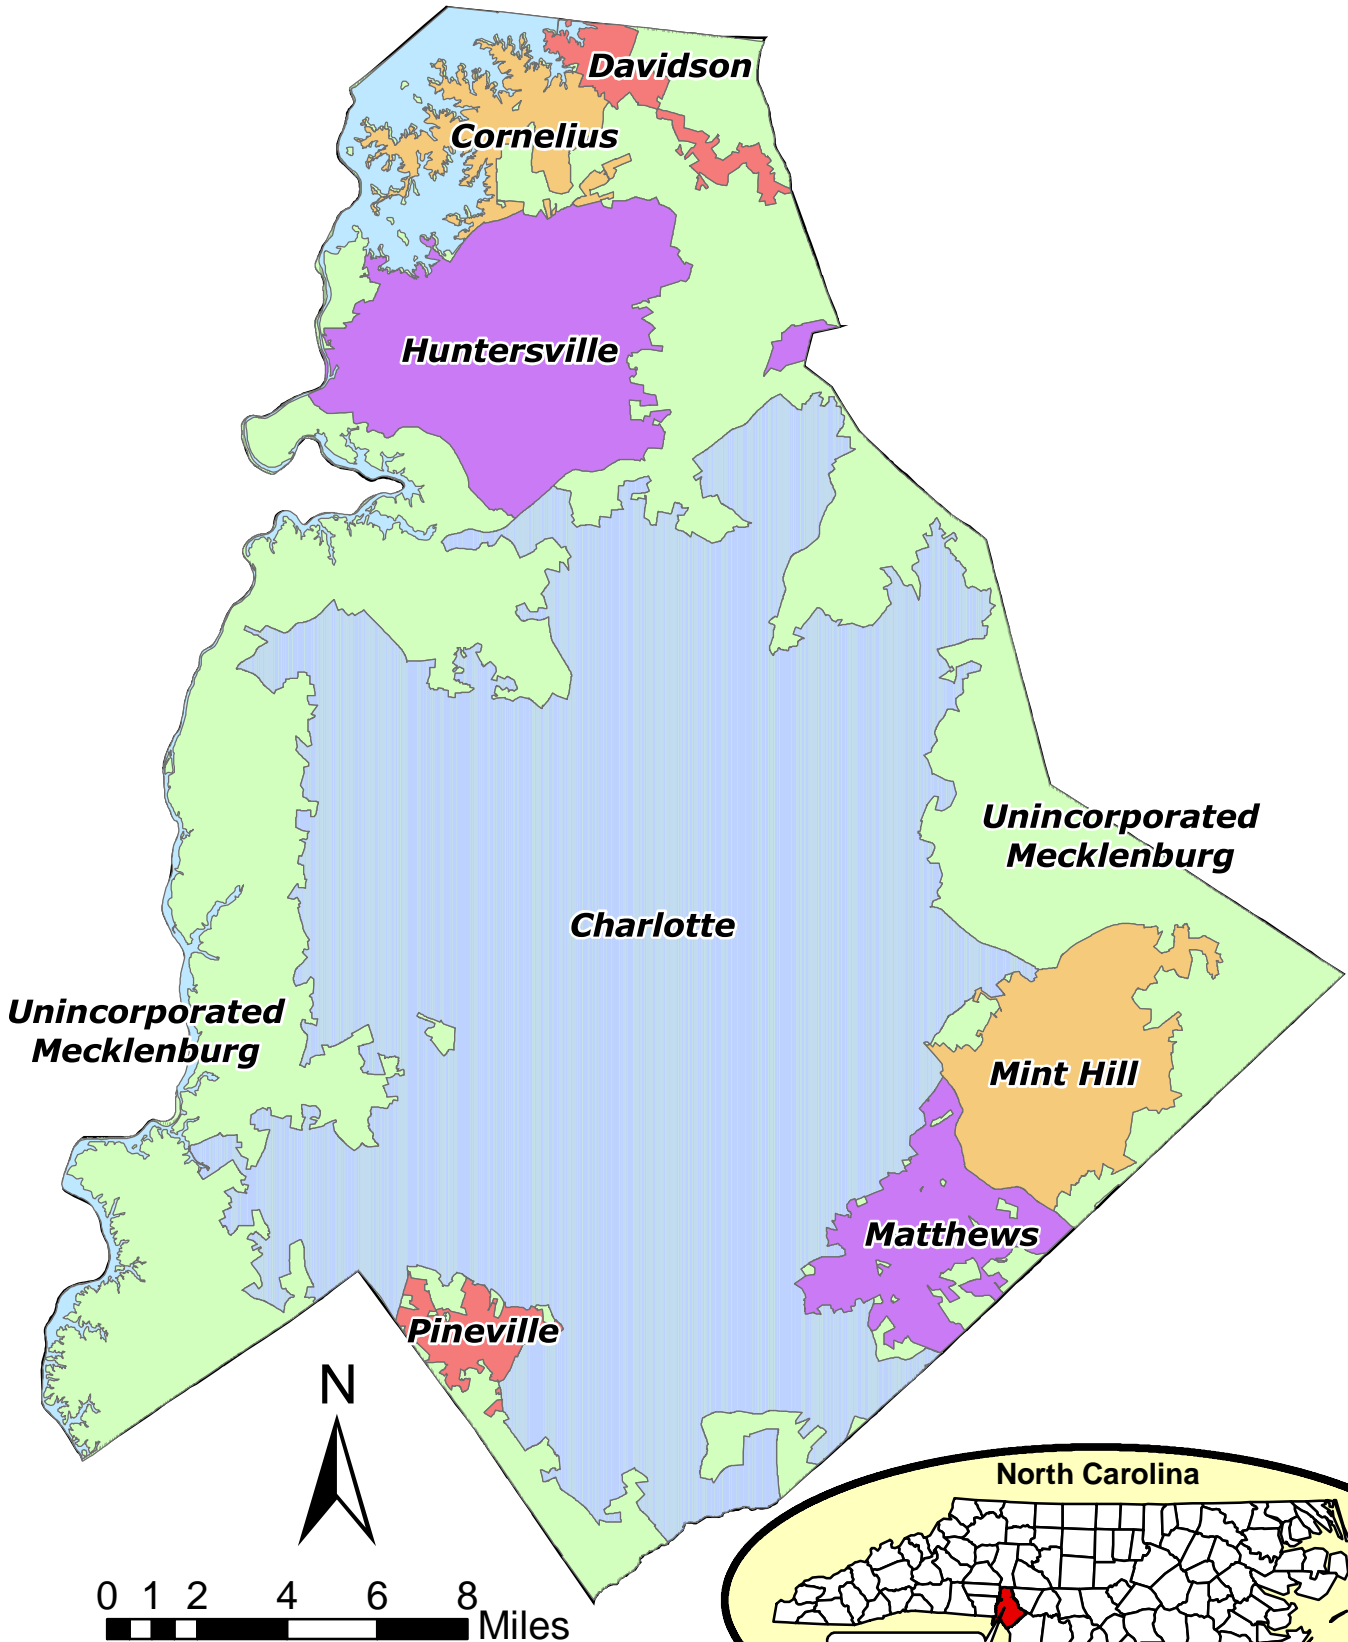 Davidson
Cornelius
Huntersville
Unincorporated
Mecklenburg
Charlotte
Unincorporated
Mecklenburg
Mint Hill
Matthews
Pineville
N
North Carolina
0 1 2 4 6 8 Miles